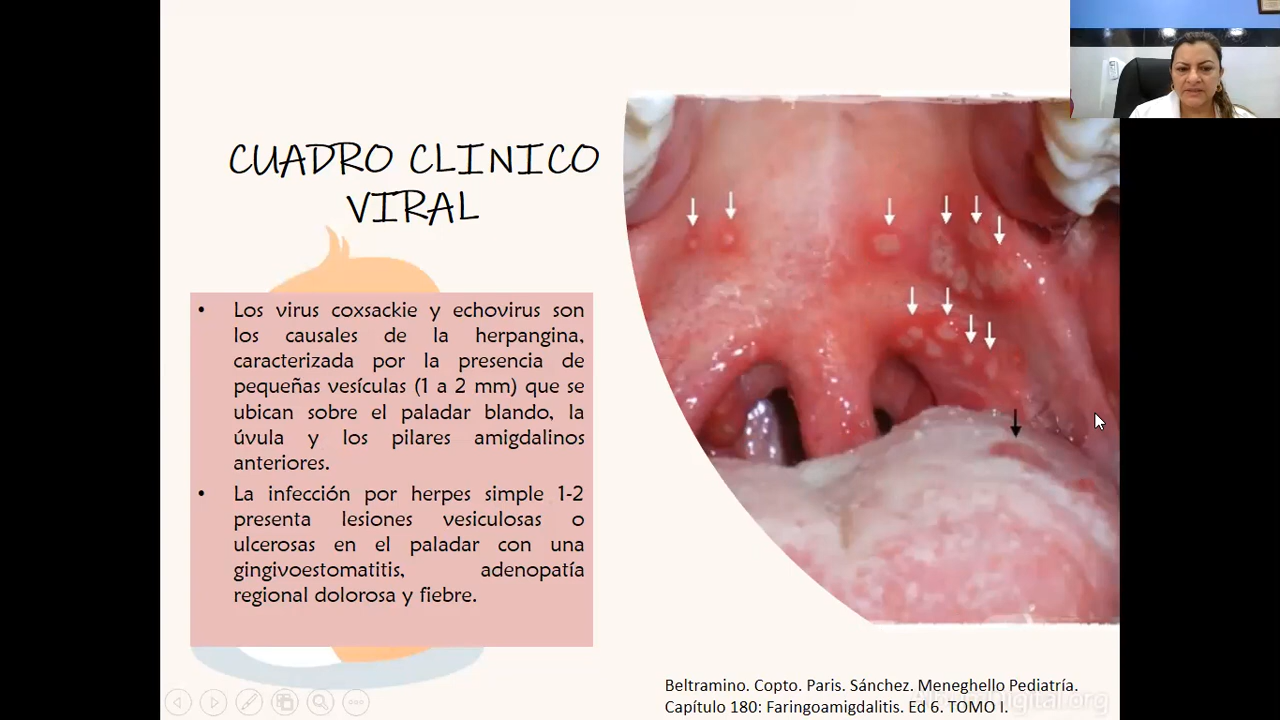 CUADRO CLINICO
VIRAL
• Los virus coxsackie y echovirus son
los causales de la herpangina,
caracterizada por la presencia de
pequeñas vesículas (1 a 2 mm) que se
ubican sobre el paladar blando, la
úvula y los pilares amigdalinos
anteriores.
• La infección por herpes simple 1-2
presenta lesiones vesiculosas o
ulcerosas en el paladar con una
gingivoestomatitis, adenopatía
regional dolorosa y fiebre.
Beltramino. Copto. Paris. Sánchez. Meneghello Pediatría.
Capítulo 180: Faringoamigdalitis. Ed 6. TOMO I.